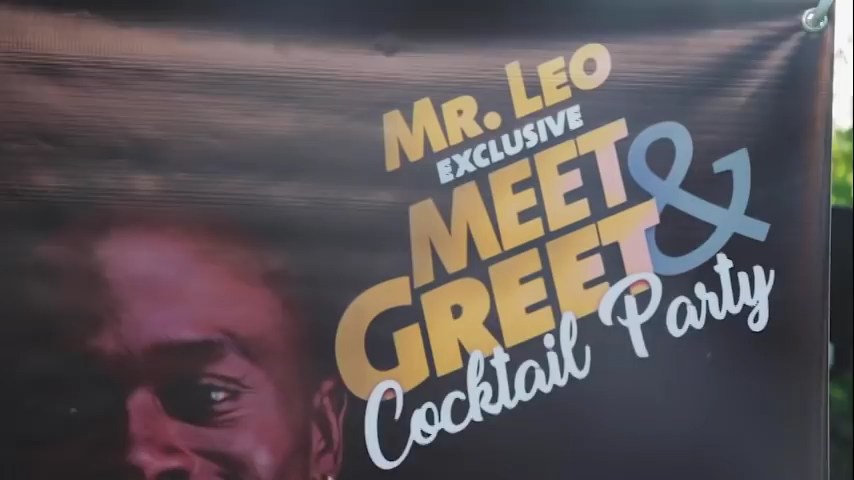 MR. LEO
EXCLUSIVE
MEET &
GREET
Cocktail Party